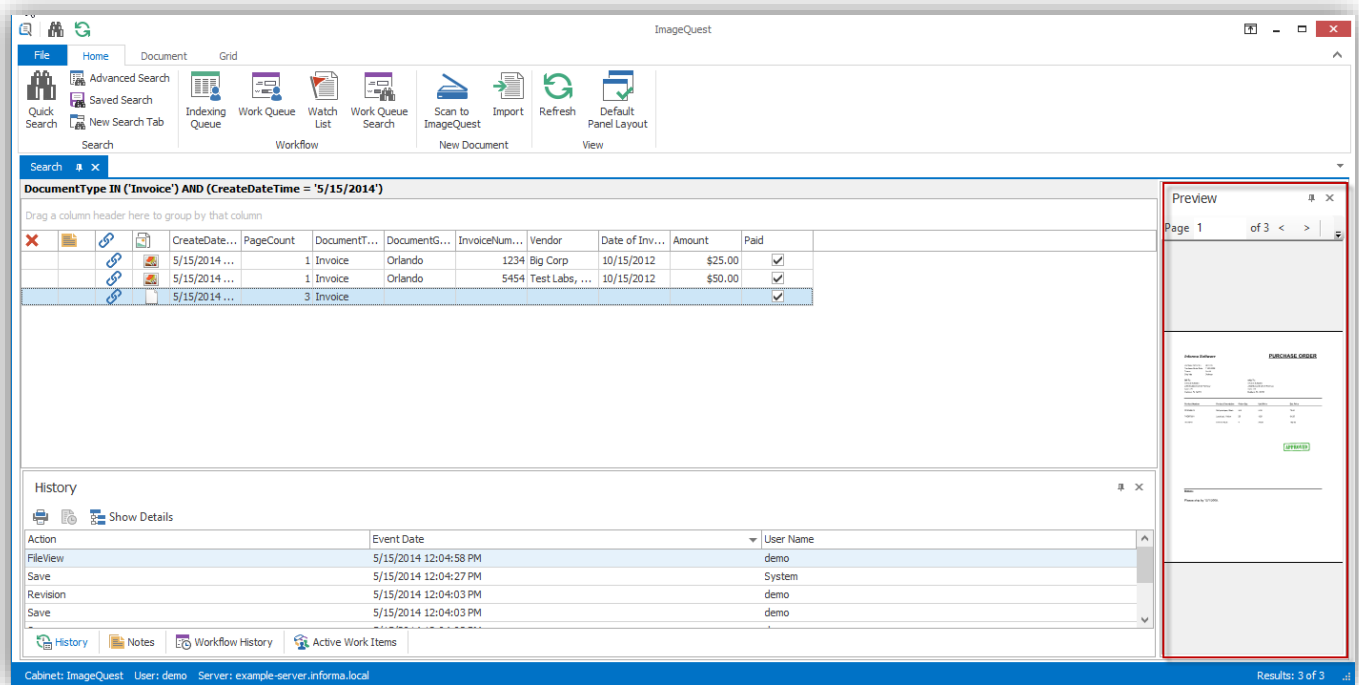 ImageQuest
File Home Document Grid
Quick Search
Advanced Search
Saved Search
New Search Tab
Indexing Queue
Work Queue
Watch List
Work Queue Search
Scan to ImageQuest
Import
Refresh
Default Panel Layout
Search Workflow New Document View
Search
DocumentType IN ('Invoice') AND (CreateDateTime = '5/15/2014')
Drag a column header here to group by that column
CreateDate... PageCount DocumentT... DocumentG... InvoiceNum... Vendor Date of Inv... Amount Paid
5/15/2014 ... 1 Invoice Orlando 1234 Big Corp 10/15/2012 $25.00
5/15/2014 ... 1 Invoice Orlando 5454 Test Labs, ... 10/15/2012 $50.00
5/15/2014 ... 3 Invoice
Preview
Page 1 of 3 < >
PURCHASE ORDER
APPROVED
History
Show Details
Action Event Date User Name
FileView 5/15/2014 12:04:58 PM demo
Save 5/15/2014 12:04:27 PM System
Revision 5/15/2014 12:04:03 PM demo
Save 5/15/2014 12:04:03 PM demo
History Notes Workflow History Active Work Items
Cabinet: ImageQuest User: demo Server: example-server.informa.local Results: 3 of 3